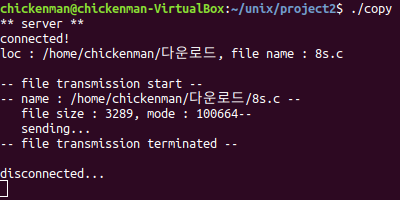 chickenman@chickenman-VirtualBox:~/unix/project2$ ./copy
** server **
connected!
loc : /home/chickenman/다운로드, file name : 8s.c
-- file transmission start --
-- name : /home/chickenman/다운로드/8s.c --
file size : 3289, mode : 100664--
sending...
-- file transmission terminated --
disconnected...